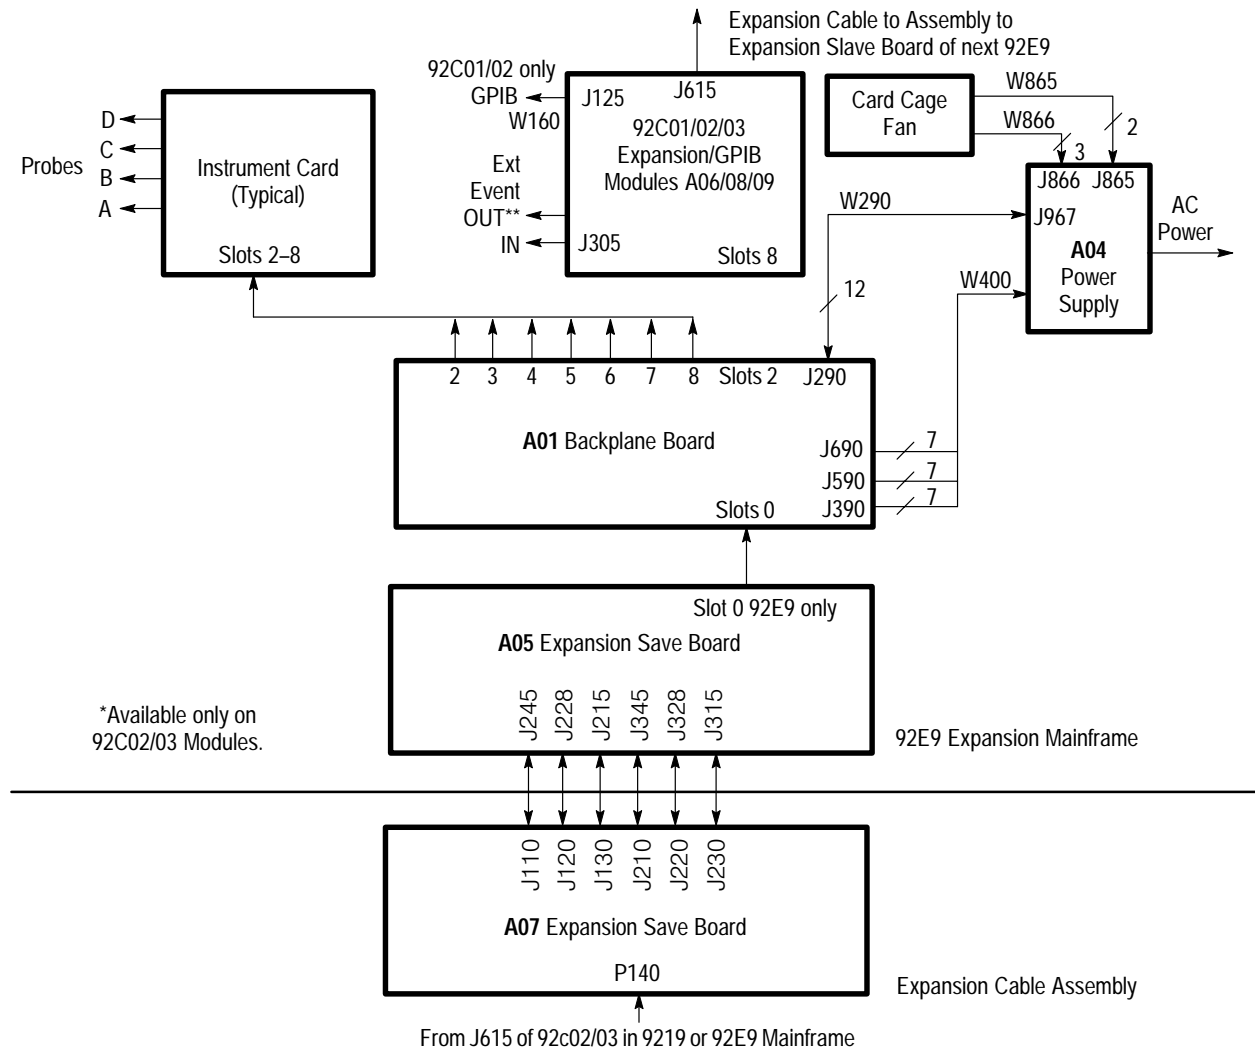 Expansion Cable to Assembly to
Expansion Slave Board of next 92E9
92C01/02 only
GPIB
W160
J125
J615
92C01/02/03
Expansion/GPIB
Modules A06/08/09
Ext
Event
OUT**
IN
J305
Slots 8
Card Cage
Fan
W865
W866
2
3
J866
J865
J967
A04
Power
Supply
AC
Power
W290
W400
12
Probes
D
C
B
A
Instrument Card
(Typical)
Slots 2–8
2
3
4
5
6
7
8
Slots 2
J290
A01 Backplane Board
J690
J590
J390
7
7
7
Slots 0
Slot 0 92E9 only
A05 Expansion Save Board
J245
J228
J215
J345
J328
J315
*Available only on
92C02/03 Modules.
92E9 Expansion Mainframe
J110
J120
J130
J210
J220
J230
A07 Expansion Save Board
P140
Expansion Cable Assembly
From J615 of 92c02/03 in 9219 or 92E9 Mainframe